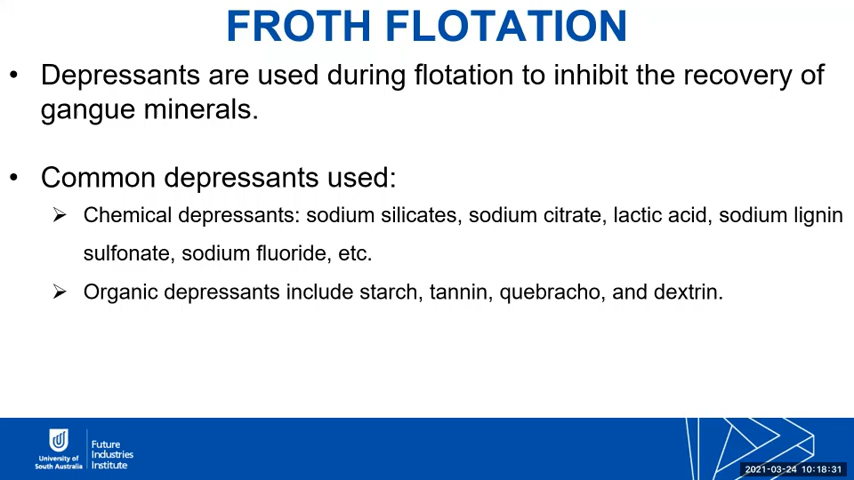 FROTH FLOTATION
• Depressants are used during flotation to inhibit the recovery of
gangue minerals.
• Common depressants used:
➢ Chemical depressants: sodium silicates, sodium citrate, lactic acid, sodium lignin
sulfonate, sodium fluoride, etc.
➢ Organic depressants include starch, tannin, quebracho, and dextrin.
University of
South Australia
Future
Industries
Institute
2021-03-24 10:18:31